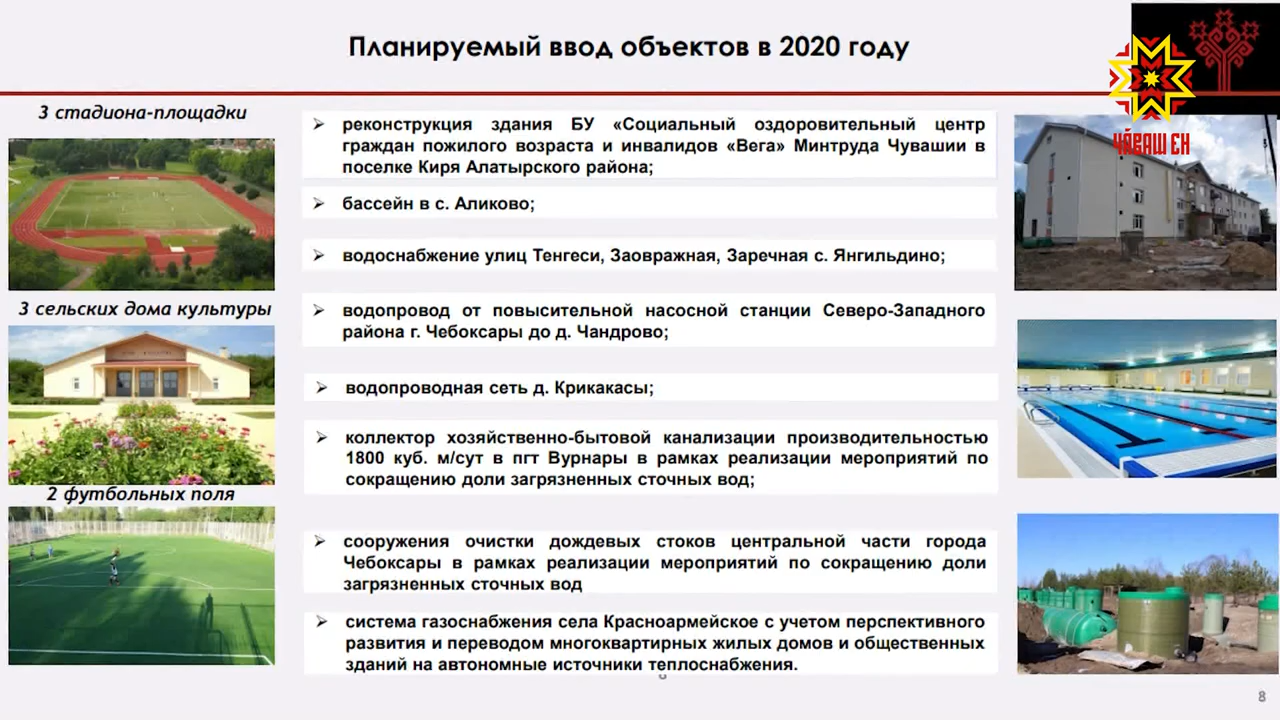 Планируемый ввод объектов в 2020 году
ЧӐВАШ ЕН
3 стадиона-площадки
3 сельских дома культуры
2 футбольных поля
реконструкция здания БУ «Социальный оздоровительный центр
граждан пожилого возраста и инвалидов «Вега» Минтруда Чувашии в
поселке Киря Алатырского района;
бассейн в с. Аликово;
водоснабжение улиц Тенгеси, Заовражная, Заречная с. Янгильдино;
водопровод от повысительной насосной станции Северо-Западного
района г. Чебоксары до д. Чандрово;
водопроводная сеть д. Крикакасы;
коллектор хозяйственно-бытовой канализации производительностью
1800 куб. м/сут в пгт Вурнары в рамках реализации мероприятий по
сокращению доли загрязненных сточных вод;
сооружения очистки дождевых стоков центральной части города
Чебоксары в рамках реализации мероприятий по сокращению доли
загрязненных сточных вод
система газоснабжения села Красноармейское с учетом перспективного
развития и переводом многоквартирных жилых домов и общественных
зданий на автономные источники теплоснабжения.
8